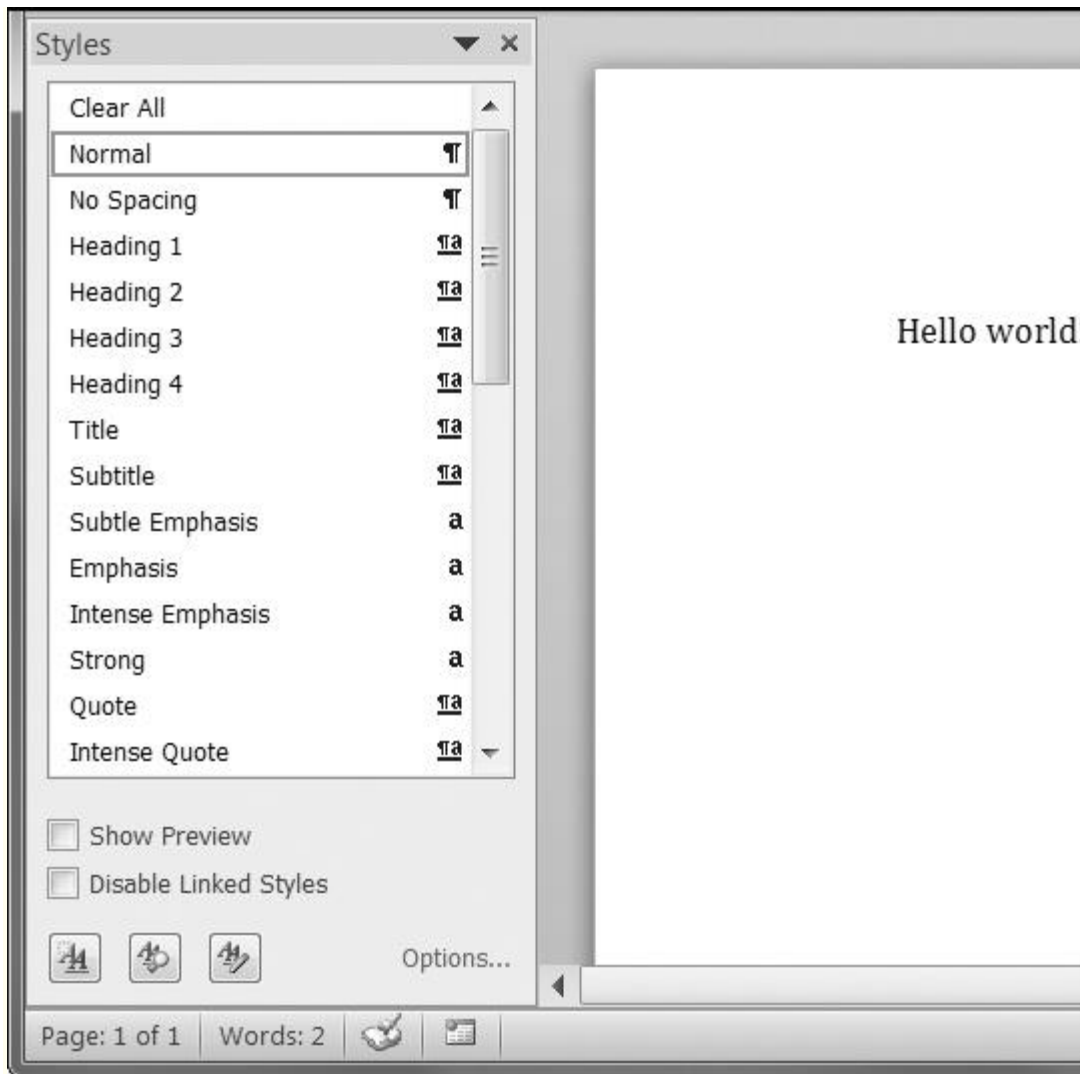 Styles
Clear All
Normal ¶
No Spacing ¶
Heading 1 ¶a
Heading 2 ¶a
Heading 3 ¶a
Heading 4 ¶a
Title ¶a
Subtitle ¶a
Subtle Emphasis a
Emphasis a
Intense Emphasis a
Strong a
Quote ¶a
Intense Quote ¶a
Show Preview
Disable Linked Styles
Options...
Hello world.
Page: 1 of 1 Words: 2